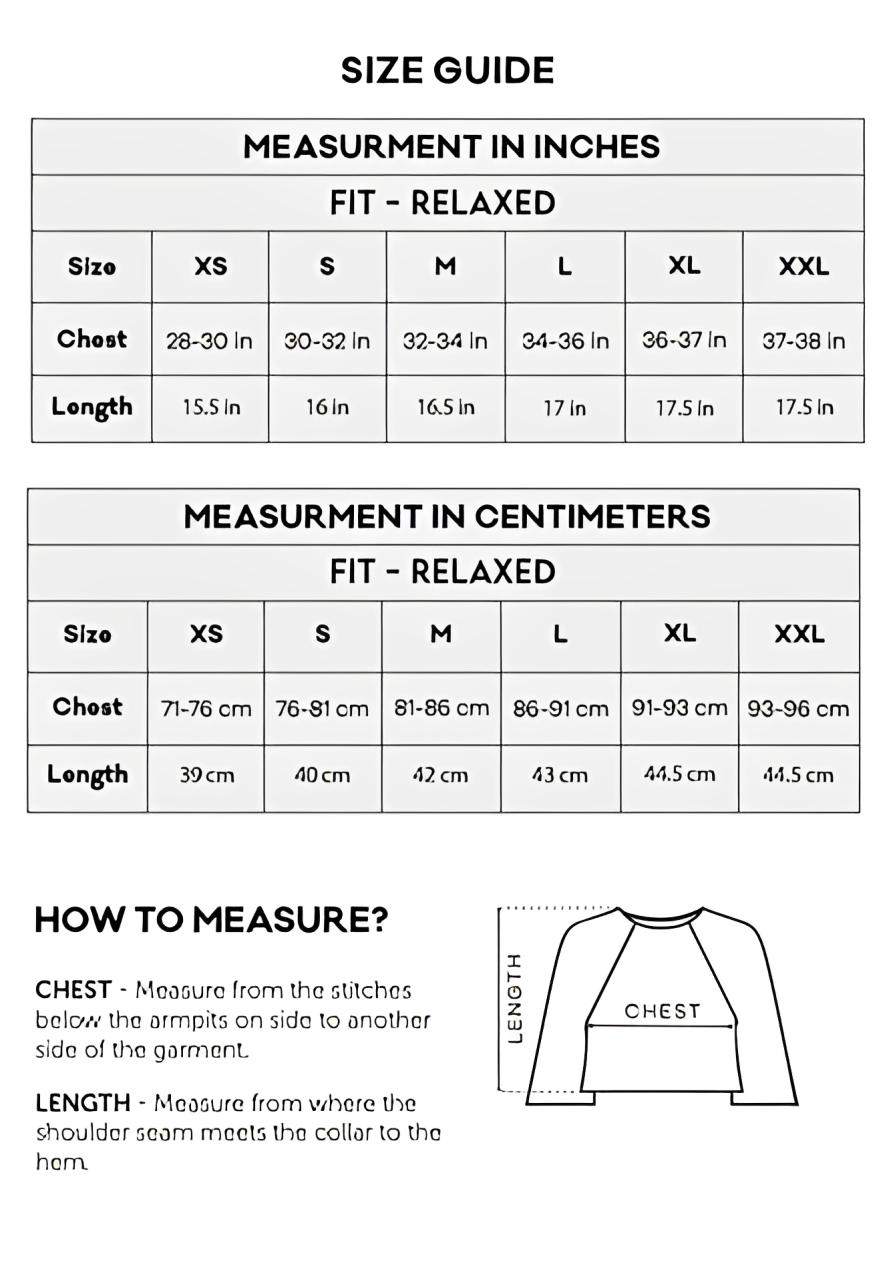 SIZE GUIDE
MEASURMENT IN INCHES
FIT - RELAXED
Size XS S M L XL XXL
Chest 28-30 in 30-32 in 32-34 in 34-36 in 36-37 in 37-38 in
Length 15.5 in 16 in 16.5 in 17 in 17.5 in 17.5 in
MEASURMENT IN CENTIMETERS
FIT - RELAXED
Size XS S M L XL XXL
Chest 71-76 cm 76-81 cm 81-86 cm 86-91 cm 91-93 cm 93-96 cm
Length 39 cm 40 cm 42 cm 43 cm 44.5 cm 44.5 cm
HOW TO MEASURE?
CHEST - Measure from the stitches
below the armpits on side to another
side of the garment.
LENGTH - Measure from where the
shoulder seam meets the collar to the
hem.
LENGTH
CHEST